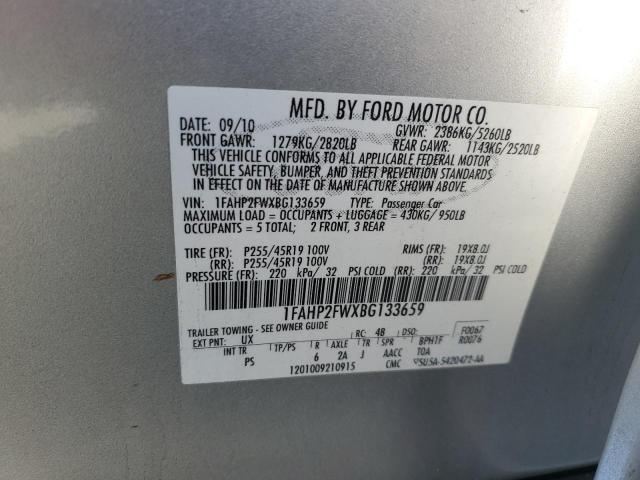 MFD. BY FORD MOTOR CO.
DATE: 09/10 GVWR: 2386KG/5260LB
FRONT GAWR: 1279KG/2820LB REAR GAWR: 1143KG/2520LB
THIS VEHICLE CONFORMS TO ALL APPLICABLE FEDERAL MOTOR
VEHICLE SAFETY, BUMPER, AND THEFT PREVENTION STANDARDS
IN EFFECT ON THE DATE OF MANUFACTURE SHOWN ABOVE.
VIN: 1FAHP2FWXBG133659 TYPE: Passenger Car
MAXIMUM LOAD = OCCUPANTS + LUGGAGE = 430KG/ 950LB
OCCUPANTS = 5 TOTAL; 2 FRONT, 3 REAR
TIRE (FR): P255/45R19 100V RIMS (FR): 19X8.0J
(RR): P255/45R19 100V (RR): 19X8.0J
PRESSURE (FR): 220 kPa/ 32 PSI COLD (RR): 220 kPa/ 32 PSI COLD
1FAHP2FWXBG133659
TRAILER TOWING - SEE OWNER GUIDE F0067
EXT PNT: UX RC: 48 DSO: R0076
INT TR TP/PS R AXLE TR SPR BPHTF
PS 6 2A J AACC TOA
1201009210915 CMC 5U5A-5420472-AA